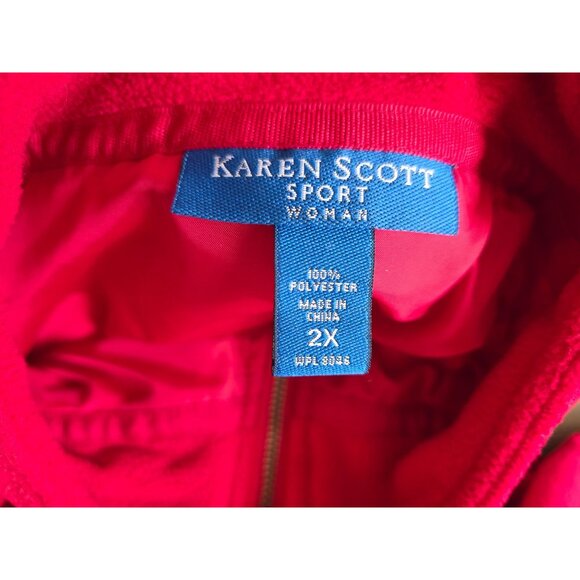 KAREN SCOTT
SPORT
WOMAN
100%
POLYESTER
MADE IN
CHINA
2X
WPL 8046